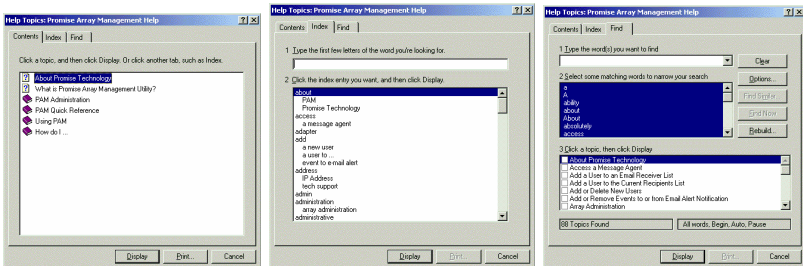 Help Topics: Promise Array Management Help
Contents Index Find
Click a topic, and then click Display. Or click another tab, such as Index.
About Promise Technology
What is Promise Array Management Utility?
PAM Administration
PAM Quick Reference
Using PAM
How do I ...
Display Print... Cancel
Help Topics: Promise Array Management Help
Contents Index Find
1 Type the first few letters of the word you're looking for.
2 Click the index entry you want, and then click Display.
about
PAM
Promise Technology
access
a message agent
adapter
add
a new user
a user to ...
event to e-mail alert
address
IP Address
tech support
admin
administration
array administration
administrative
Display Print... Cancel
Help Topics: Promise Array Management Help
Contents Index Find
1 Type the word(s) you want to find
Clear
2 Select some matching words to narrow your search
Options...
a
A
ability
about
About
absolutely
access
Find Similar...
Find Now
Rebuild...
3 Click a topic, then click Display
About Promise Technology
Access a Message Agent
Add a User to an Email Receiver List
Add a User to the Current Recipients List
Add or Delete New Users
Add or Remove Events to or from Email Alert Notification
Array Administration
88 Topics Found
All words, Begin, Auto, Pause
Display Print... Cancel